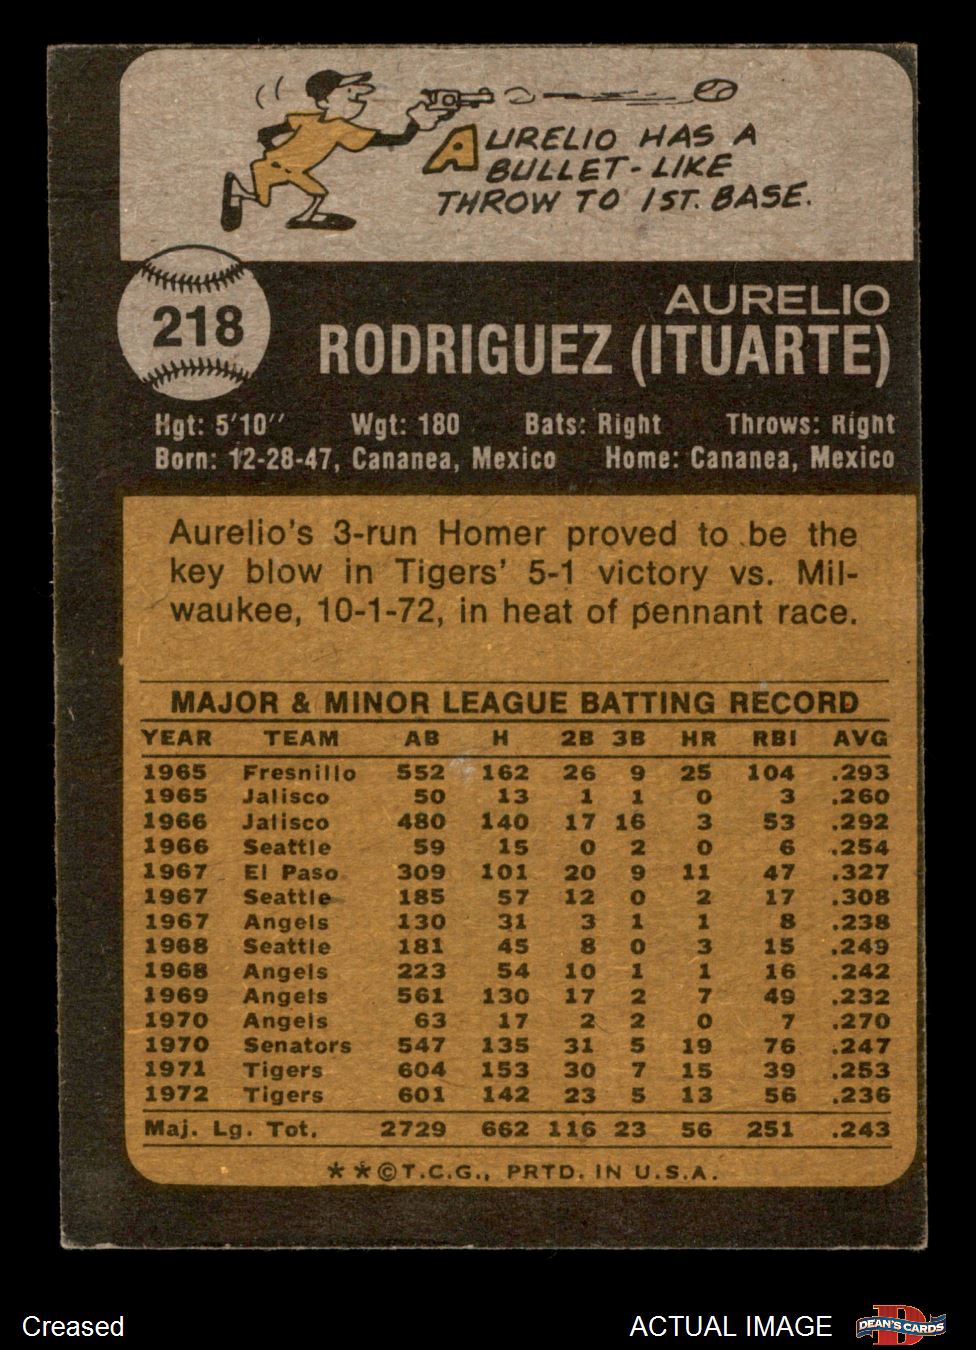 AURELIO HAS A
BULLET-LIKE
THROW TO 1ST. BASE.
218
AURELIO
RODRIGUEZ (ITUARTE)
Hgt: 5'10" Wgt: 180 Bats: Right Throws: Right
Born: 12-28-47, Cananea, Mexico Home: Cananea, Mexico
Aurelio's 3-run Homer proved to be the
key blow in Tigers' 5-1 victory vs. Mil-
waukee, 10-1-72, in heat of pennant race.
MAJOR & MINOR LEAGUE BATTING RECORD
YEAR TEAM AB H 2B 3B HR RBI AVG
1965 Fresnillo 552 162 26 9 25 104 .293
1965 Jalisco 50 13 1 1 0 3 .260
1966 Jalisco 480 140 17 16 3 53 .292
1966 Seattle 59 15 0 2 0 6 .254
1967 El Paso 309 101 20 9 11 47 .327
1967 Seattle 185 57 12 0 2 17 .308
1967 Angels 130 31 3 1 1 8 .238
1968 Seattle 181 45 8 0 3 15 .249
1968 Angels 223 54 10 1 1 16 .242
1969 Angels 561 130 17 2 7 49 .232
1970 Angels 63 17 2 2 0 7 .270
1970 Senators 547 135 31 5 19 76 .247
1971 Tigers 604 153 30 7 15 39 .253
1972 Tigers 601 142 23 5 13 56 .236
Maj. Lg. Tot. 2729 662 116 23 56 251 .243
**©T.C.G., PRTD. IN U.S.A.
Creased
ACTUAL IMAGE
D
DEAN'S CARDS